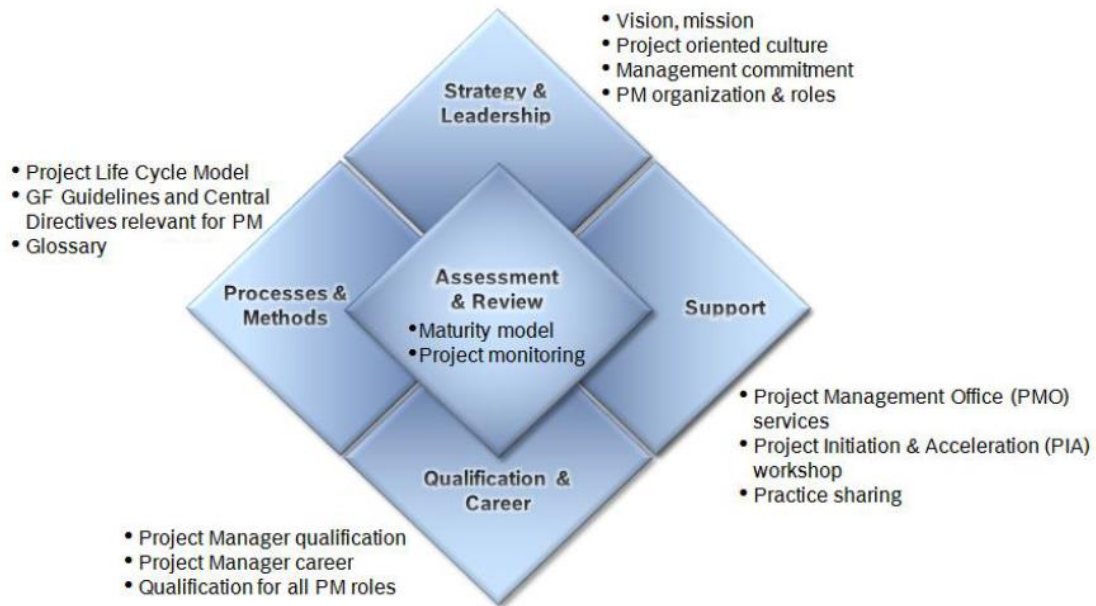 • Vision, mission
• Project oriented culture
• Management commitment
• PM organization & roles
Strategy &
Leadership
• Project Life Cycle Model
• GF Guidelines and Central
Directives relevant for PM
• Glossary
Processes &
Methods
Assessment
& Review
• Maturity model
• Project monitoring
Support
• Project Management Office (PMO)
services
• Project Initiation & Acceleration (PIA)
workshop
• Practice sharing
Qualification &
Career
• Project Manager qualification
• Project Manager career
• Qualification for all PM roles